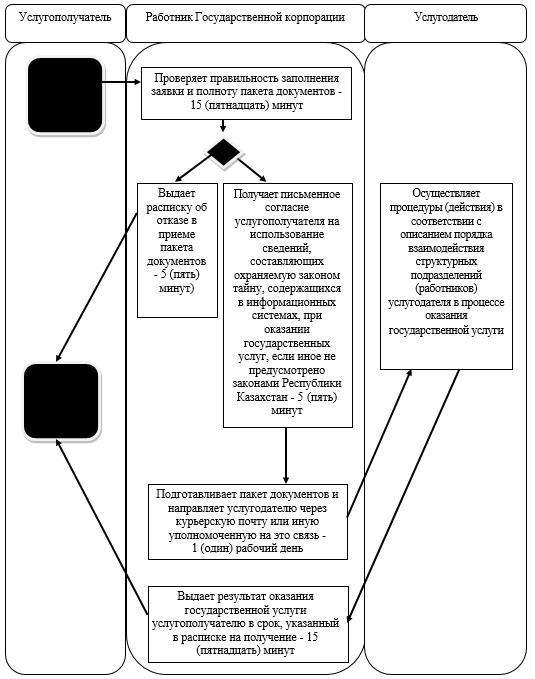 Услугополучатель
Работник Государственной корпорации
Услугодатель
Проверяет правильность заполнения
заявки и полноту пакета документов -
15 (пятнадцать) минут
Выдает
расписку об
отказе в
приеме
пакета
документов
- 5 (пять)
минут)
Получает письменное
согласие
услугополучателя на
использование
сведений,
составляющих
охраняемую законом
тайну, содержащихся
в информационных
системах, при
оказании
государственных
услуг, если иное не
предусмотрено
законами Республики
Казахстан - 5 (пять)
минут
Осуществляет
процедуры (действия) в
соответствии с
описанием порядка
взаимодействия
структурных
подразделений
(работников)
услугодателя в процессе
оказания
государственной услуги
Подготавливает пакет документов и
направляет услугодателю через
курьерскую почту или иную
уполномоченную на это связь -
1 (один) рабочий день
Выдает результат оказания
государственной услуги
услугополучателю в срок, указанный
в расписке на получение - 15
(пятнадцать) минут